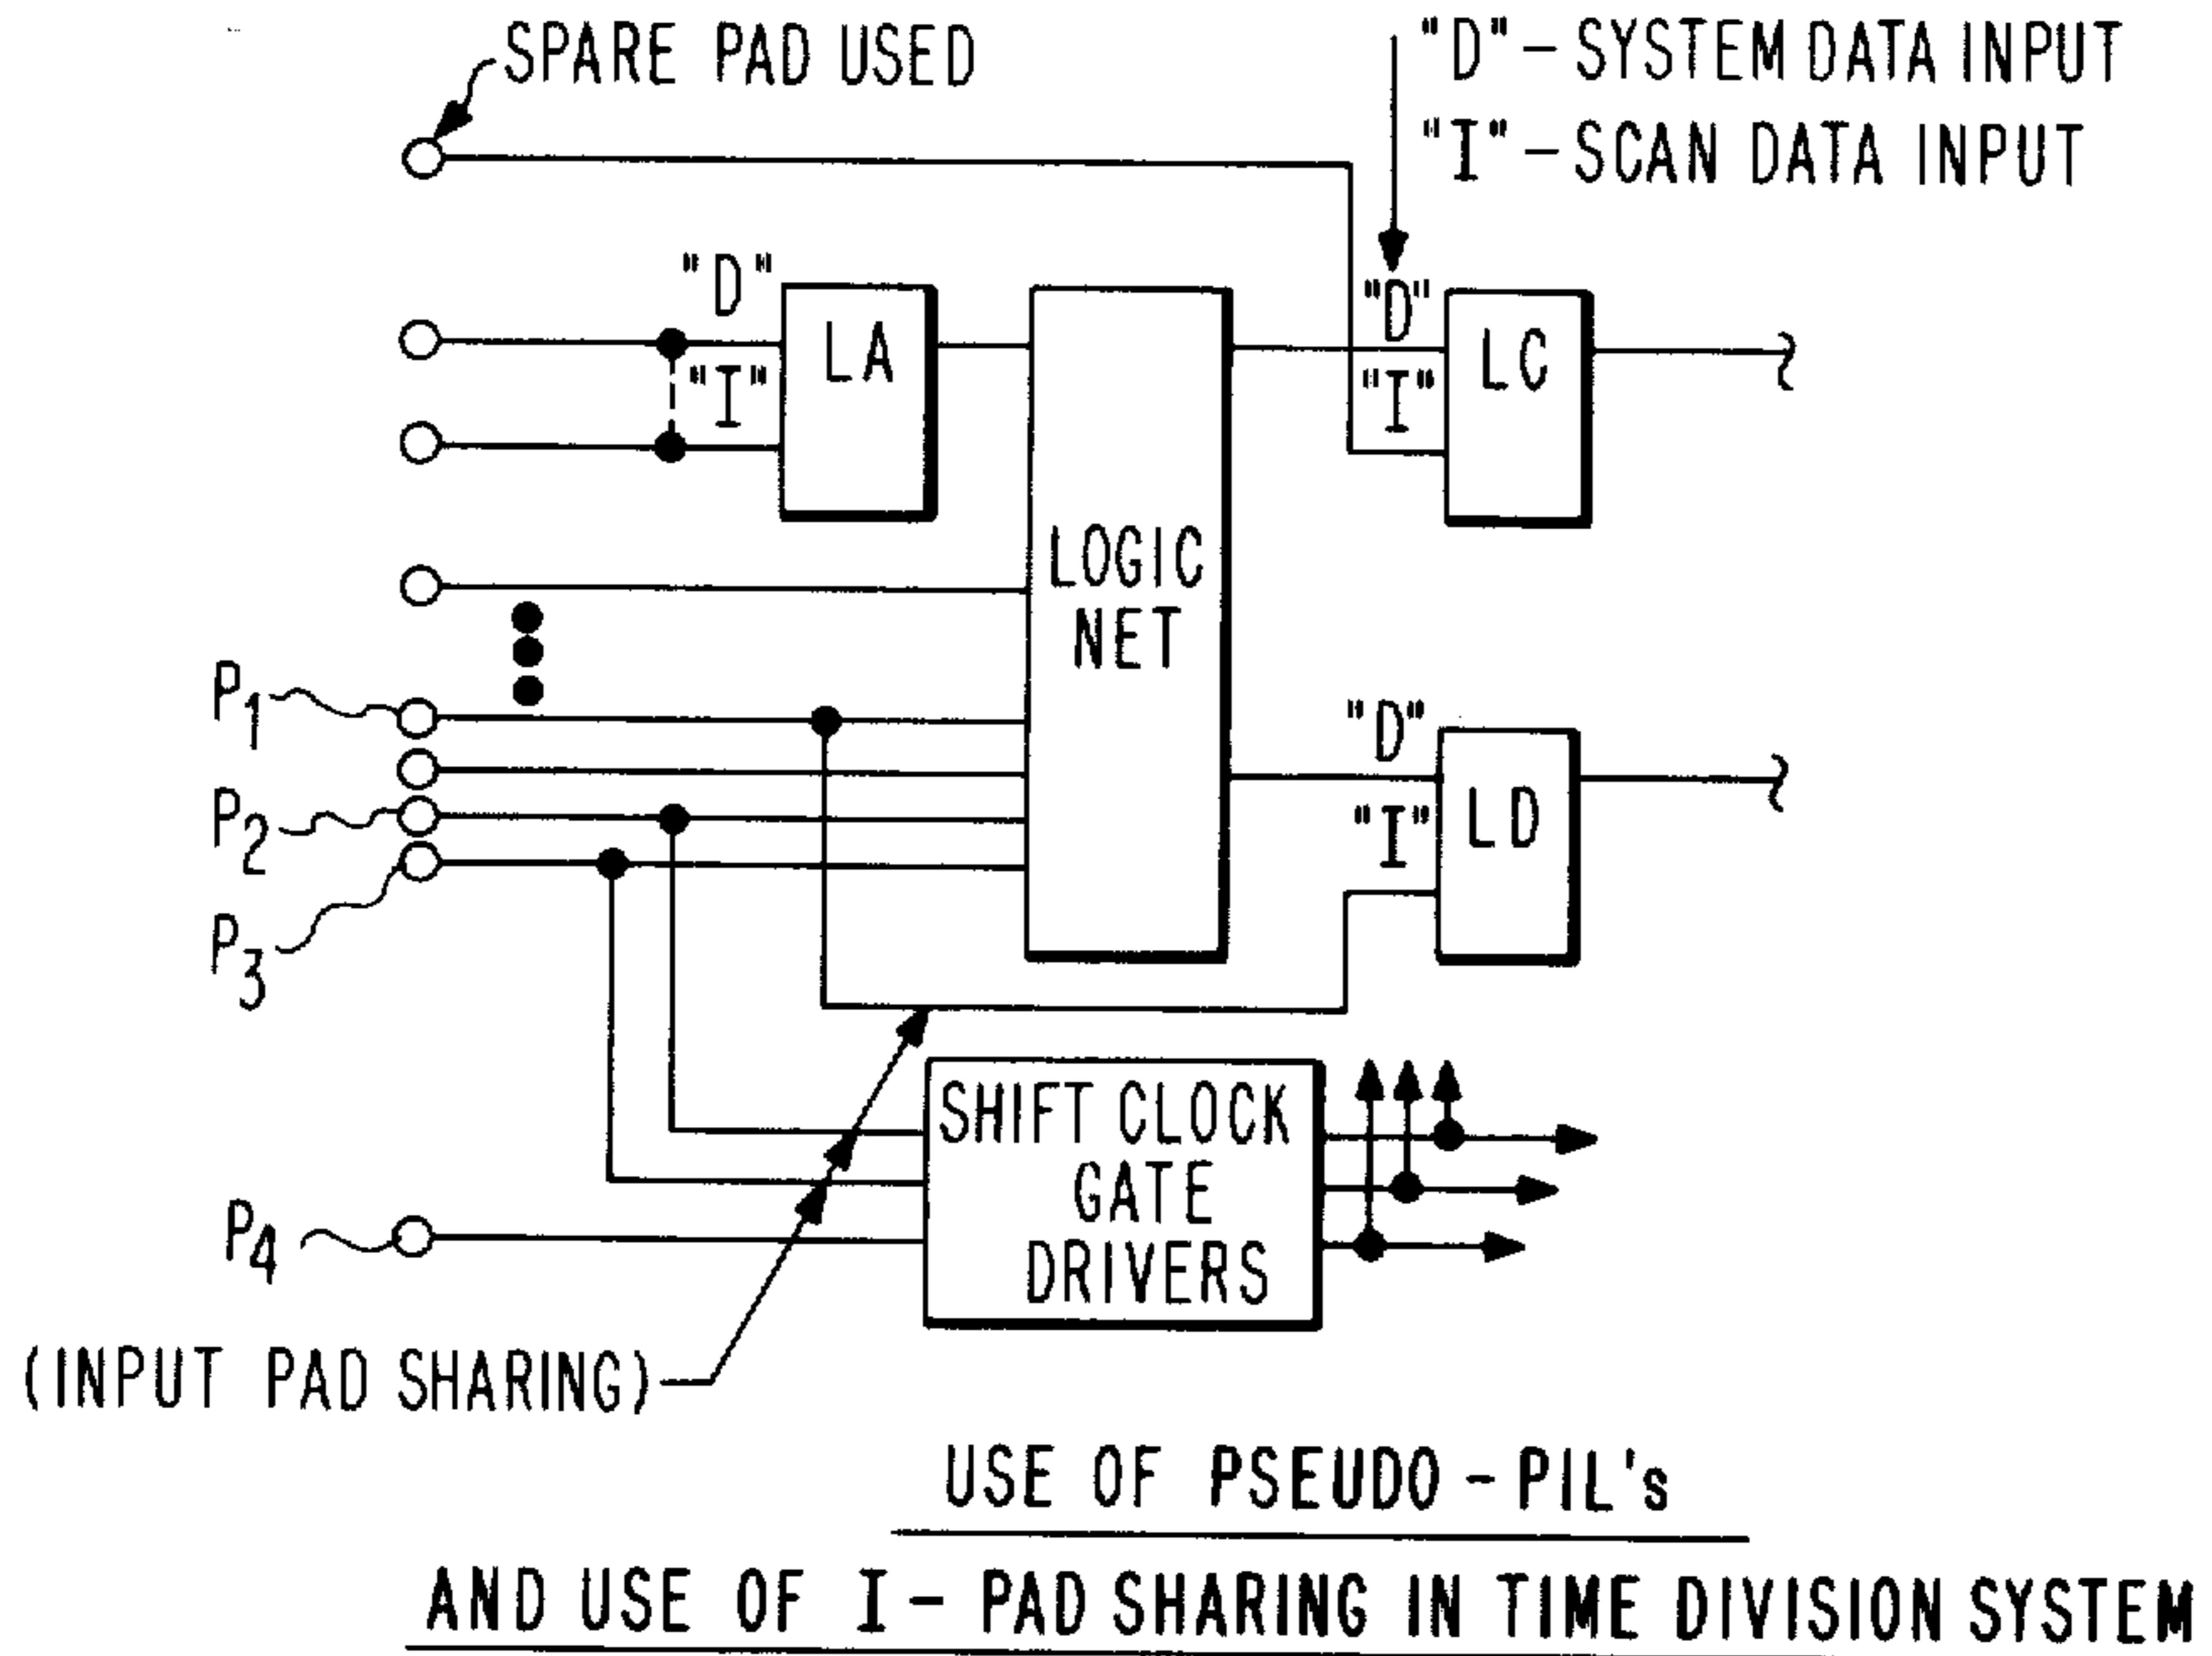 SPARE PAD USED
"D"-SYSTEM DATA INPUT
"I"-SCAN DATA INPUT
"D"
"I"
LA
"D"
"I"
LC
LOGIC
NET
P1
P2
P3
"D"
"I"
LD
SHIFT CLOCK
GATE
DRIVERS
P4
(INPUT PAD SHARING)
USE OF PSEUDO-PIL's
AND USE OF I-PAD SHARING IN TIME DIVISION SYSTEM